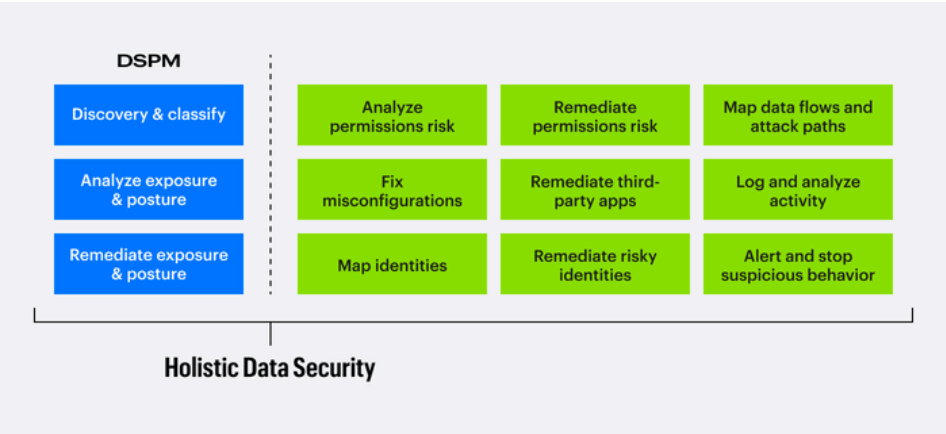 DSPM
Discovery & classify
Analyze
permissions risk
Remediate
permissions risk
Map data flows and
attack paths
Analyze exposure
& posture
Fix
misconfigurations
Remediate third-
party apps
Log and analyze
activity
Remediate exposure
& posture
Map identities
Remediate risky
identities
Alert and stop
suspicious behavior
Holistic Data Security